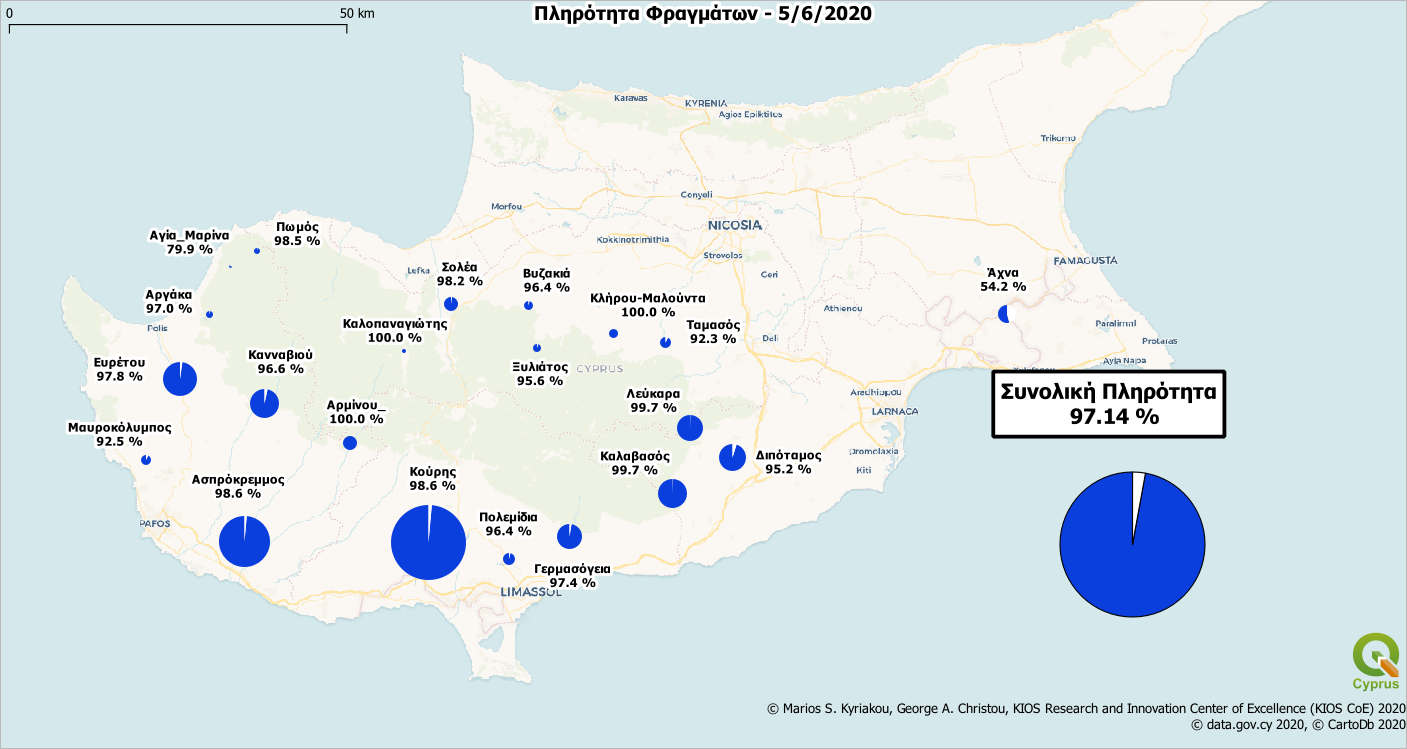 0
50 km
Πληρότητα Φραγμάτων - 5/6/2020
Karavas
KYRENIA
Agios Epiktitos
Trikomo
Conyeli
Morfou
NICOSIA
Kokkinotrimithia
Strovolos
Geri
FAMAGUSTA
Lefka
Πωμός
98.5 %
Αγία_Μαρίνα
79.9 %
Σολέα
98.2 %
Βυζακιά
96.4 %
Άχνα
54.2 %
Αργάκα
97.0 %
Κλήρου-Μαλούντα
100.0 %
Athienou
Polis
Καλοπαναγιώτης
100.0 %
Ταμασός
92.3 %
Dali
Paralimni
Protaras
Ayia Napa
Ευρέτου
97.8 %
Κανναβιού
96.6 %
Ξυλιάτος
95.6 %
CYPRUS
Xylofagou
Συνολική Πληρότητα
97.14 %
Λεύκαρα
99.7 %
Aradhippou
LARNACA
Αρμίνου_
100.0 %
Μαυροκόλυμπος
92.5 %
Καλαβασός
99.7 %
Διπόταμος
95.2 %
Dromolaxia
Kiti
Ασπρόκρεμμος
98.6 %
Κούρης
98.6 %
Πολεμίδια
96.4 %
PAFOS
Γερμασόγεια
97.4 %
LIMASSOL
Cyprus
© Marios S. Kyriakou, George A. Christou, KIOS Research and Innovation Center of Excellence (KIOS CoE) 2020
© data.gov.cy 2020, © CartoDb 2020